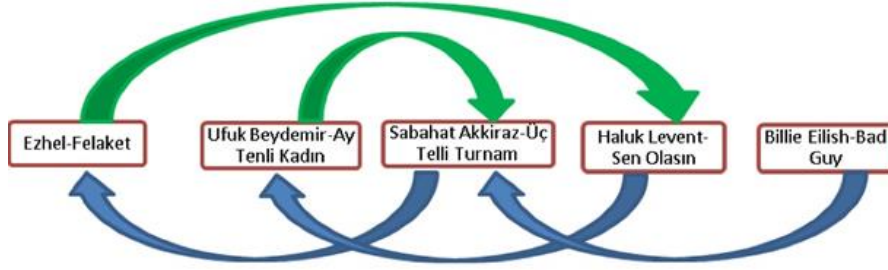 Ezhel-Felaket
Ufuk Beydemir-Ay
Tenli Kadın
Sabahat Akkiraz-Üç
Telli Turnam
Haluk Levent-
Sen Olasın
Billie Eilish-Bad
Guy